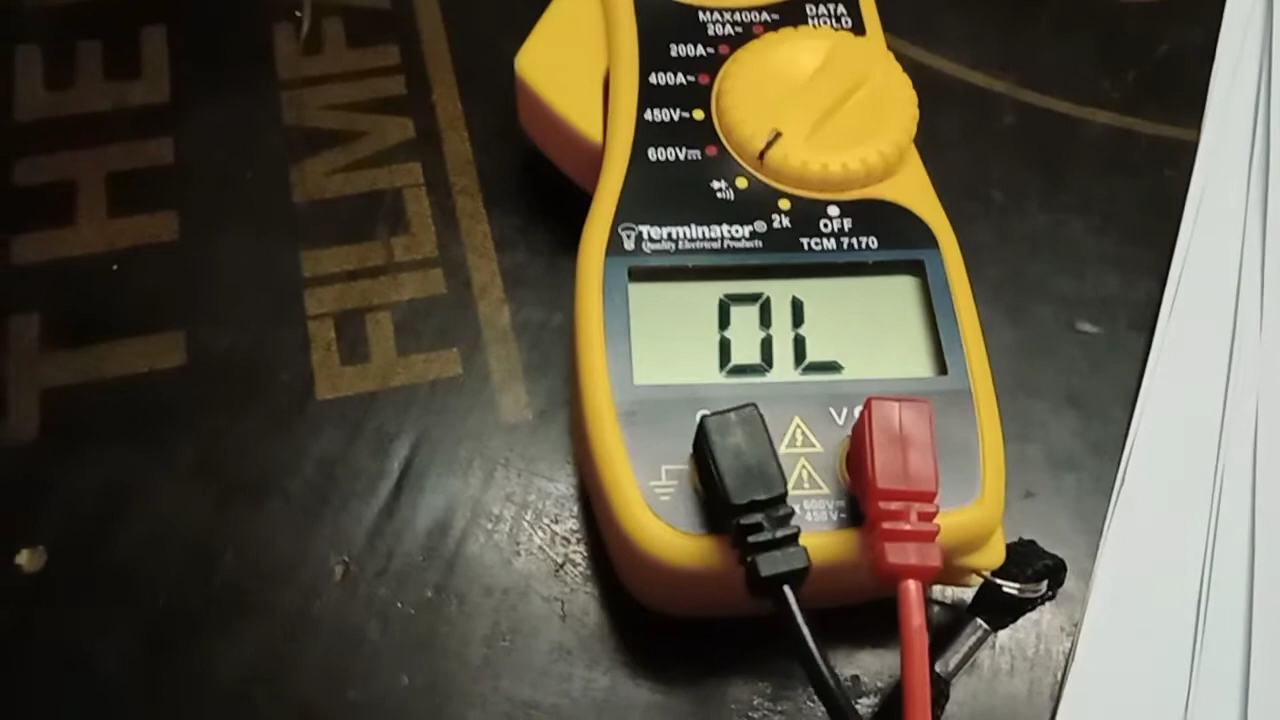 THE
FILMF
MAX400A~
DATA
HOLD
20A~
200A~
400A~
450V~
600V⎓
2k
OFF
Terminator®
Quality Electrical Products
TCM 7170
OL
V
600V⎓
450V~